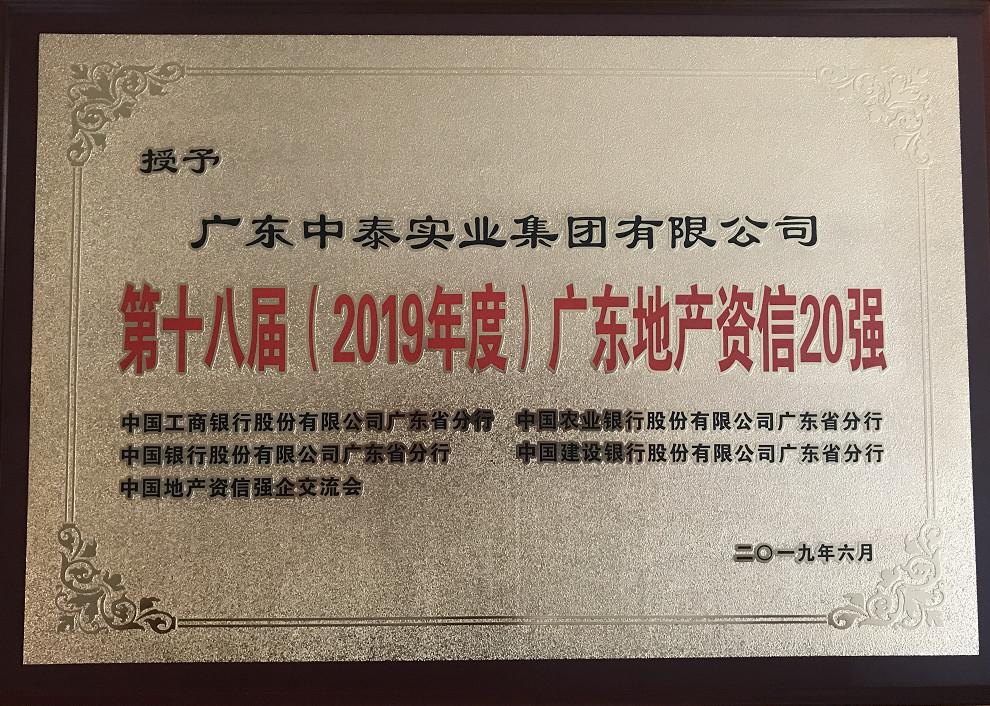 授予
广东中泰实业集团有限公司
第十八届（2019年度）广东地产资信20强
中国工商银行股份有限公司广东省分行 中国农业银行股份有限公司广东省分行
中国银行股份有限公司广东省分行 中国建设银行股份有限公司广东省分行
中国地产资信强企交流会
二〇一九年六月